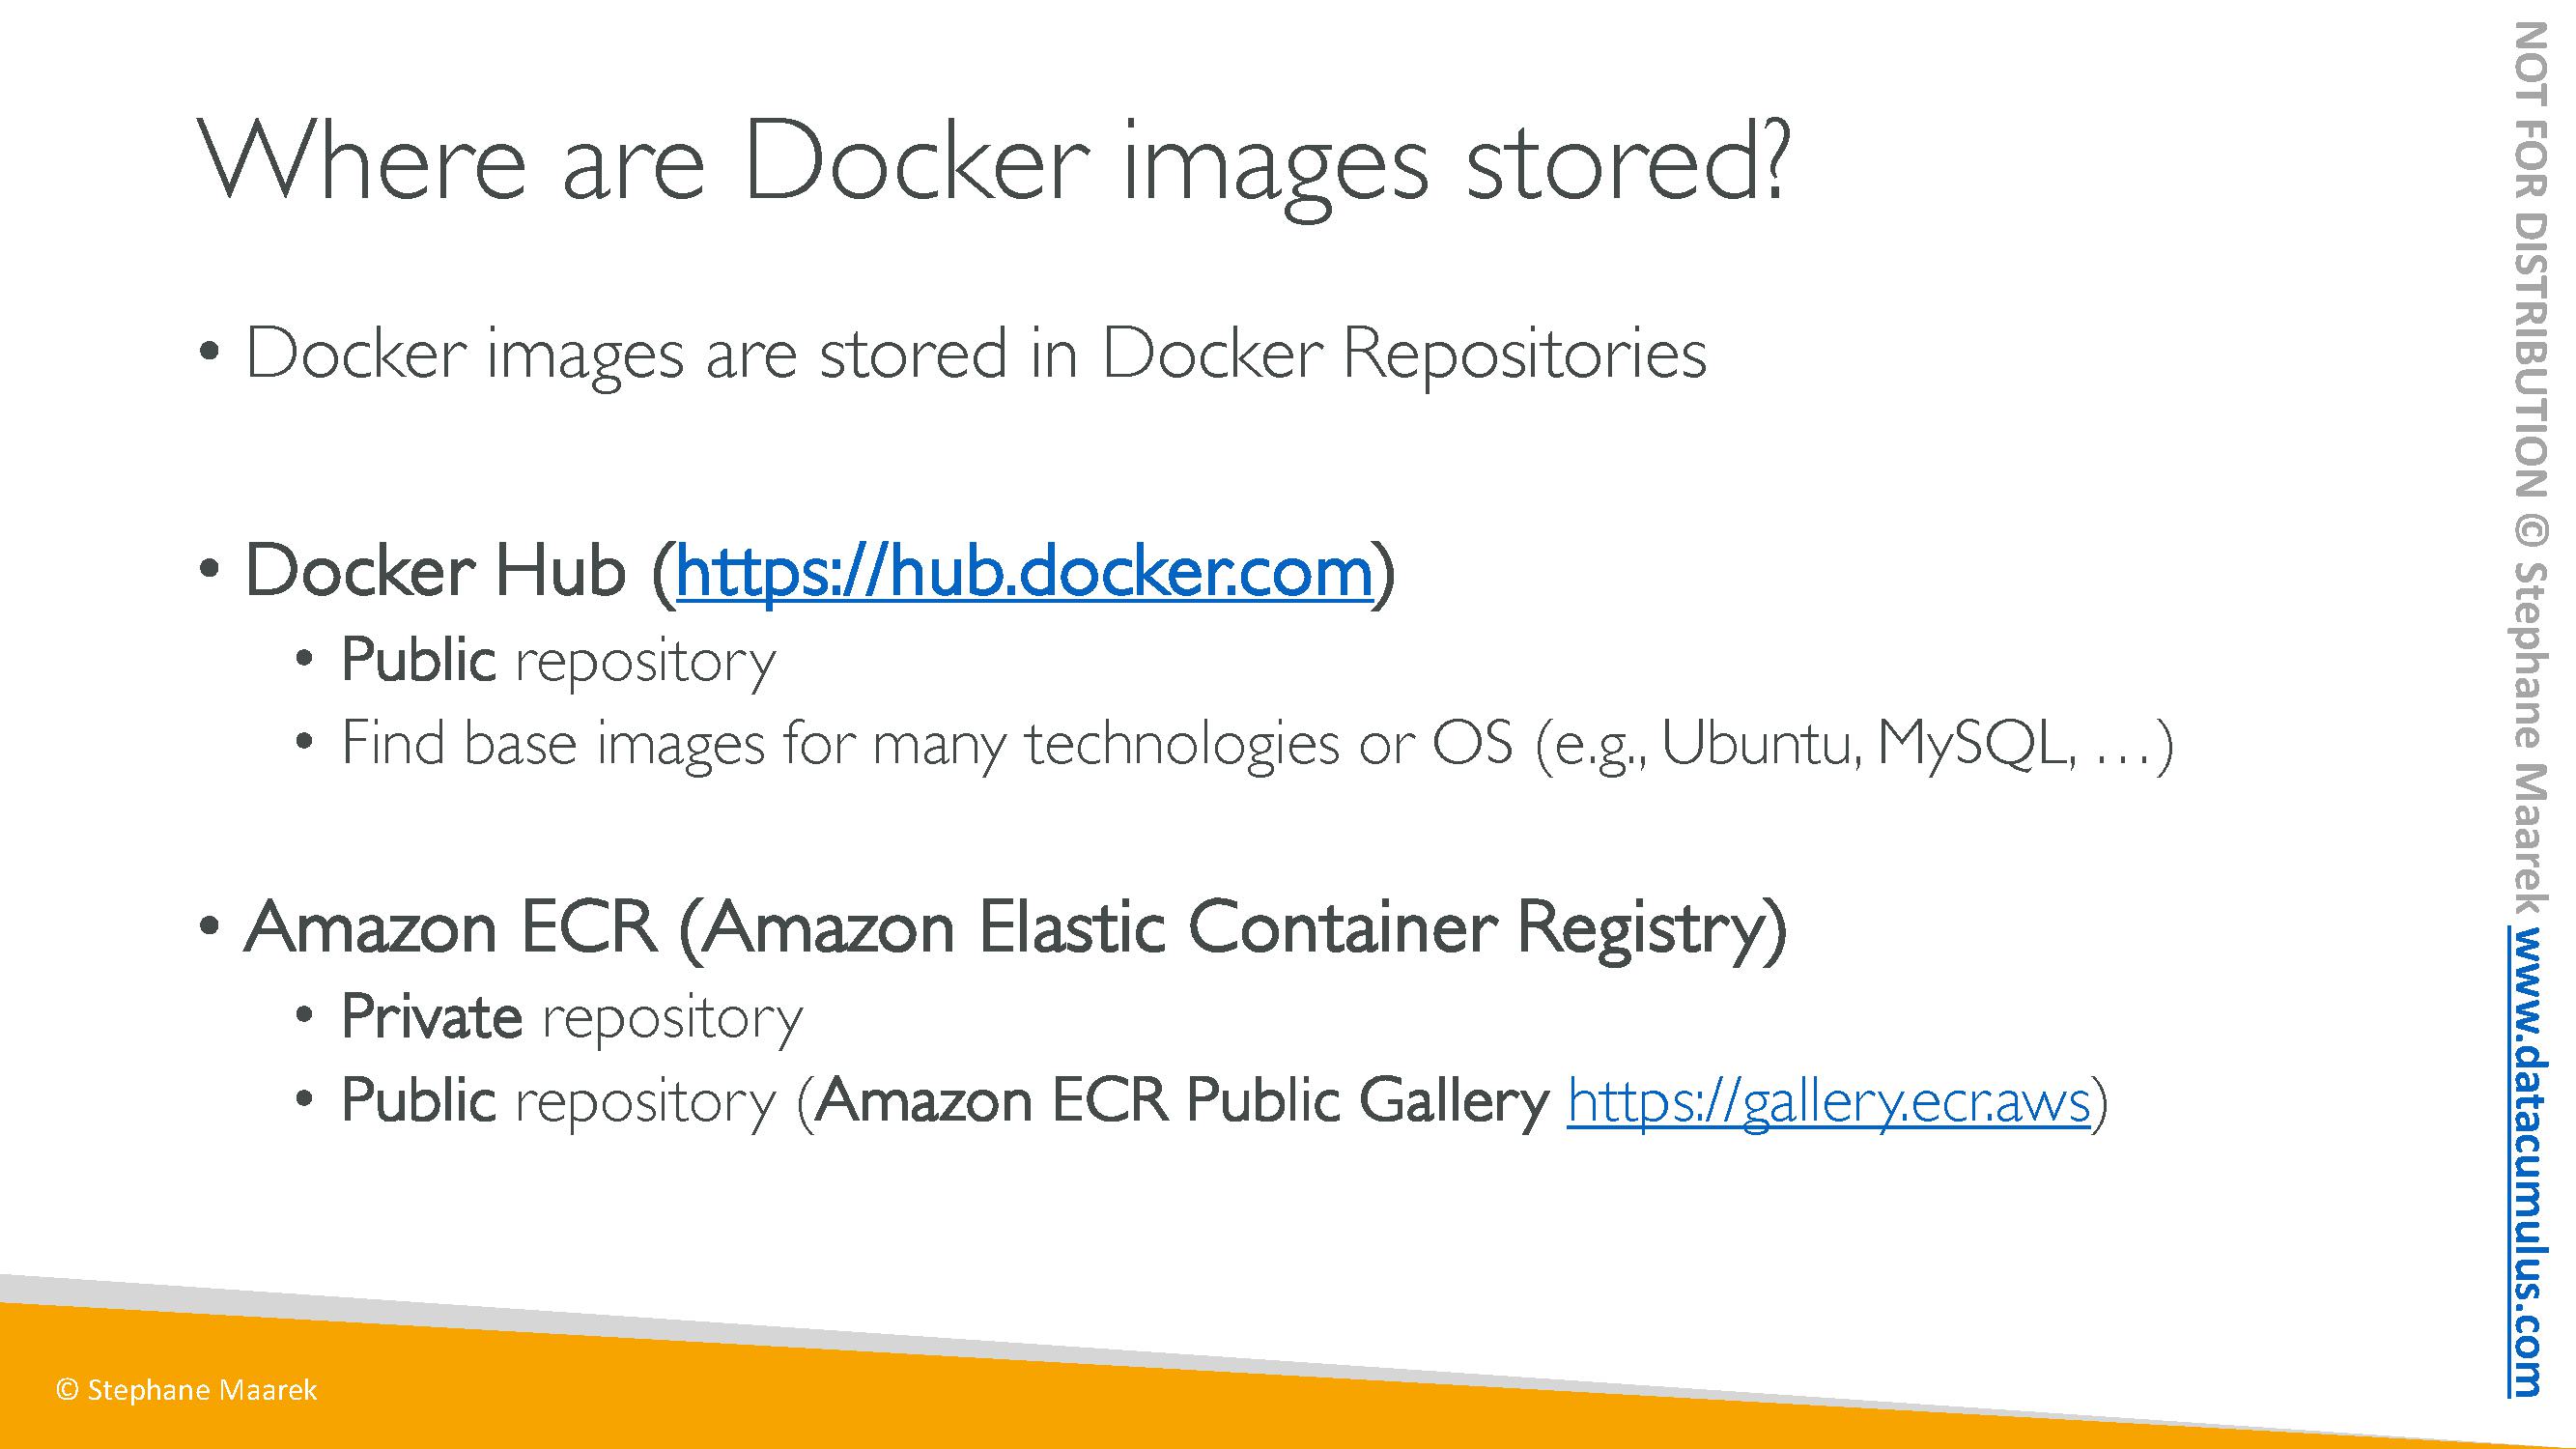 Where are Docker images stored?
• Docker images are stored in Docker Repositories
• Docker Hub (https://hub.docker.com)
• Public repository
• Find base images for many technologies or OS (e.g., Ubuntu, MySQL, …)
• Amazon ECR (Amazon Elastic Container Registry)
• Private repository
• Public repository (Amazon ECR Public Gallery https://gallery.ecr.aws)
© Stephane Maarek
NOT FOR DISTRIBUTION © Stephane Maarek www.datacumulus.com